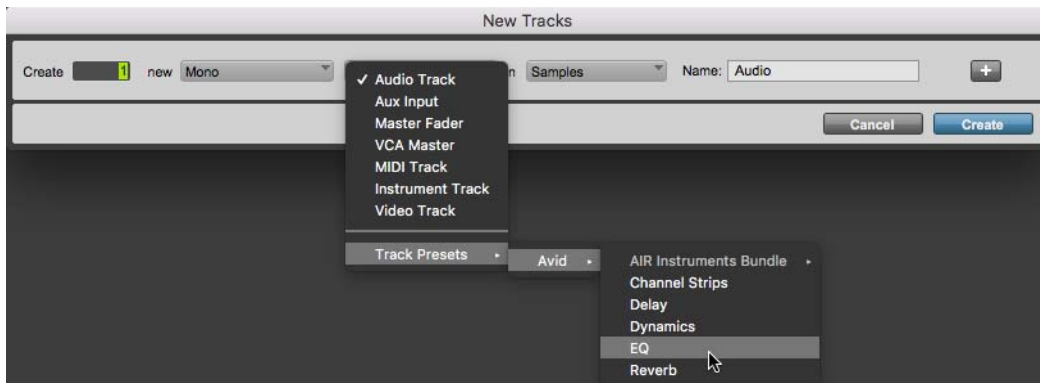 New Tracks
Create 1 new Mono n Samples Name: Audio +
✓ Audio Track
Aux Input
Master Fader
VCA Master
MIDI Track
Instrument Track
Video Track
Cancel Create
Track Presets
Avid
AIR Instruments Bundle
Channel Strips
Delay
Dynamics
EQ
Reverb